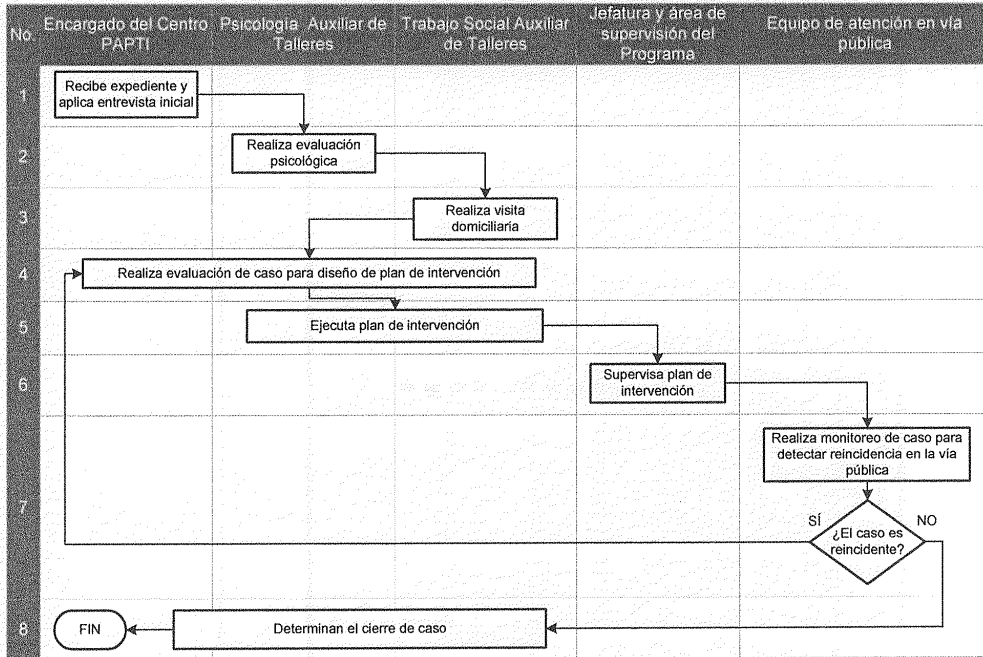 No.
Encargado del Centro
PAPTI
Psicología Auxiliar de
Talleres
Trabajo Social Auxiliar
de Talleres
Jefatura y área de
supervisión del
Programa
Equipo de atención en vía
pública
1
Recibe expediente y
aplica entrevista inicial
2
Realiza evaluación
psicológica
3
Realiza visita
domiciliaría
4
Realiza evaluación de caso para diseño de plan de intervención
5
Ejecuta plan de intervención
6
Supervisa plan de
intervención
7
Realiza monitoreo de caso para
detectar reincidencia en la vía
pública
SÍ
NO
¿El caso es
reincidente?
8
FIN
Determinan el cierre de caso